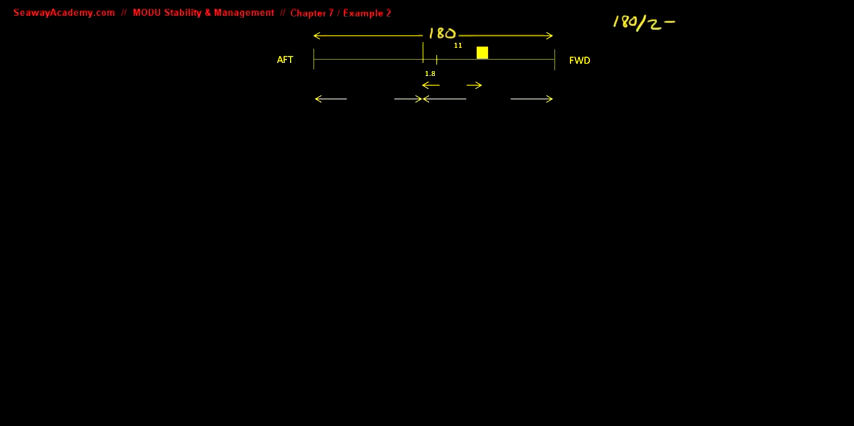 SeawayAcademy.com // MODU Stability & Management // Chapter 7 / Example 2
180/2 =
180
11
AFT
FWD
1.8